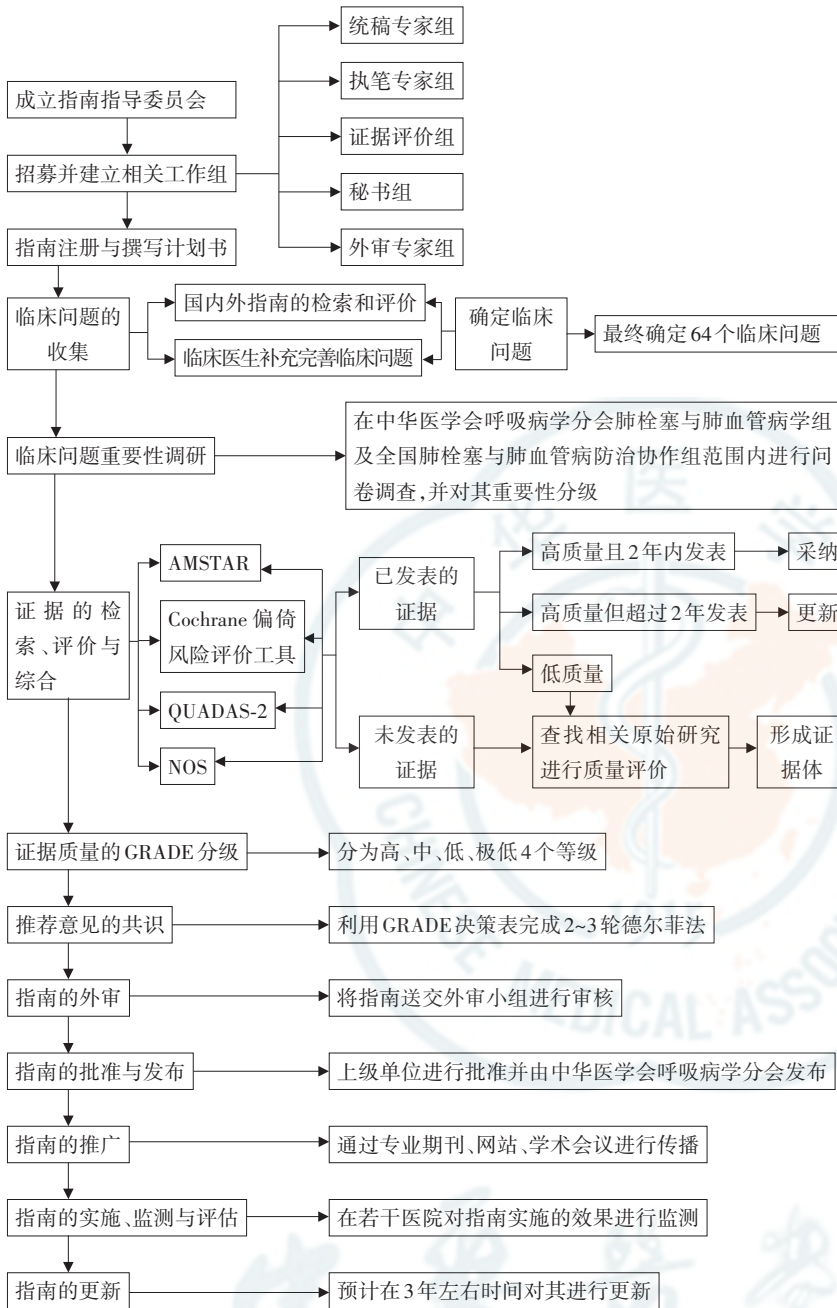 统稿专家组
执笔专家组
成立指南指导委员会
证据评价组
招募并建立相关工作组
秘书组
指南注册与撰写计划书
外审专家组
临床问题的
收集
国内外指南的检索和评价
临床医生补充完善临床问题
确定临床
问题
最终确定64个临床问题
临床问题重要性调研
在中华医学会呼吸病学分会肺栓塞与肺血管病学组
及全国肺栓塞与肺血管病防治协作组范围内进行问
卷调查,并对其重要性分级
证据的检
索、评价与
综合
AMSTAR
Cochrane 偏倚
风险评价工具
QUADAS-2
NOS
已发表的
证据
高质量且2年内发表
采纳
高质量但超过2年发表
更新
低质量
未发表的
证据
查找相关原始研究
进行质量评价
形成证
据体
证据质量的GRADE分级
分为高、中、低、极低4个等级
推荐意见的共识
利用GRADE决策表完成2~3轮德尔菲法
指南的外审
将指南送交外审小组进行审核
指南的批准与发布
上级单位进行批准并由中华医学会呼吸病学分会发布
指南的推广
通过专业期刊、网站、学术会议进行传播
指南的实施、监测与评估
在若干医院对指南实施的效果进行监测
指南的更新
预计在3年左右时间对其进行更新
中华医学
CHINESE MEDICAL ASSO
1915